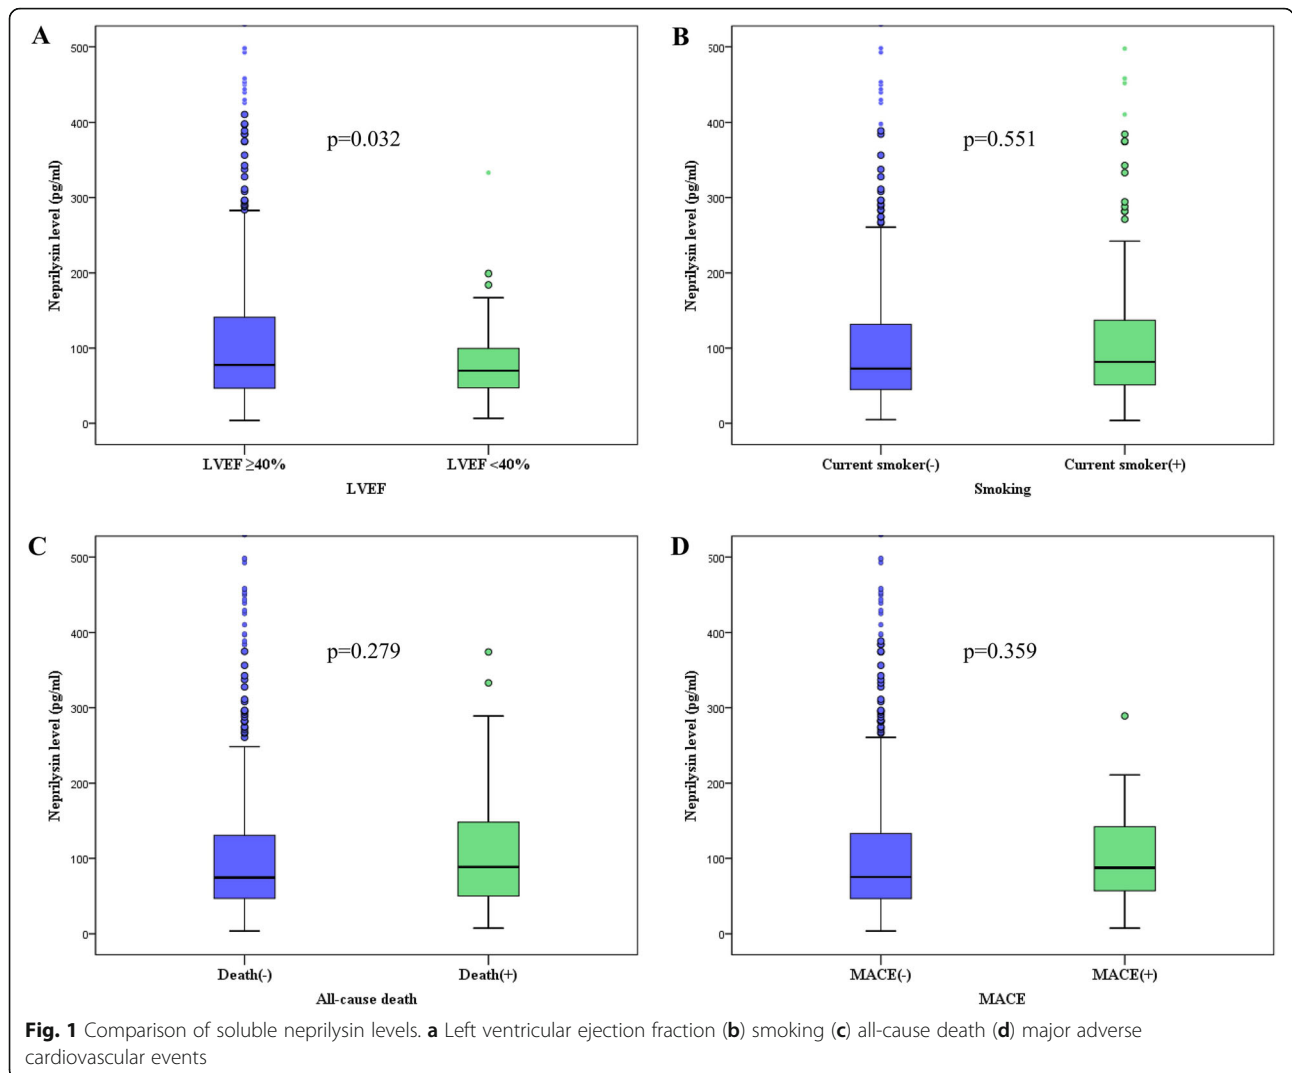 A
500
400
300
200
100
0
Neprilysin level (pg/ml)
p=0.032
LVEF ≥40%
LVEF <40%
LVEF
B
500
400
300
200
100
0
Neprilysin level (pg/ml)
p=0.551
Current smoker(-)
Current smoker(+)
Smoking
C
500
400
300
200
100
0
Neprilysin level (pg/ml)
p=0.279
Death(-)
Death(+)
All-cause death
D
500
400
300
200
100
0
Neprilysin level (pg/ml)
p=0.359
MACE(-)
MACE(+)
MACE
Fig. 1 Comparison of soluble neprilysin levels. a Left ventricular ejection fraction (b) smoking (c) all-cause death (d) major adverse
cardiovascular events